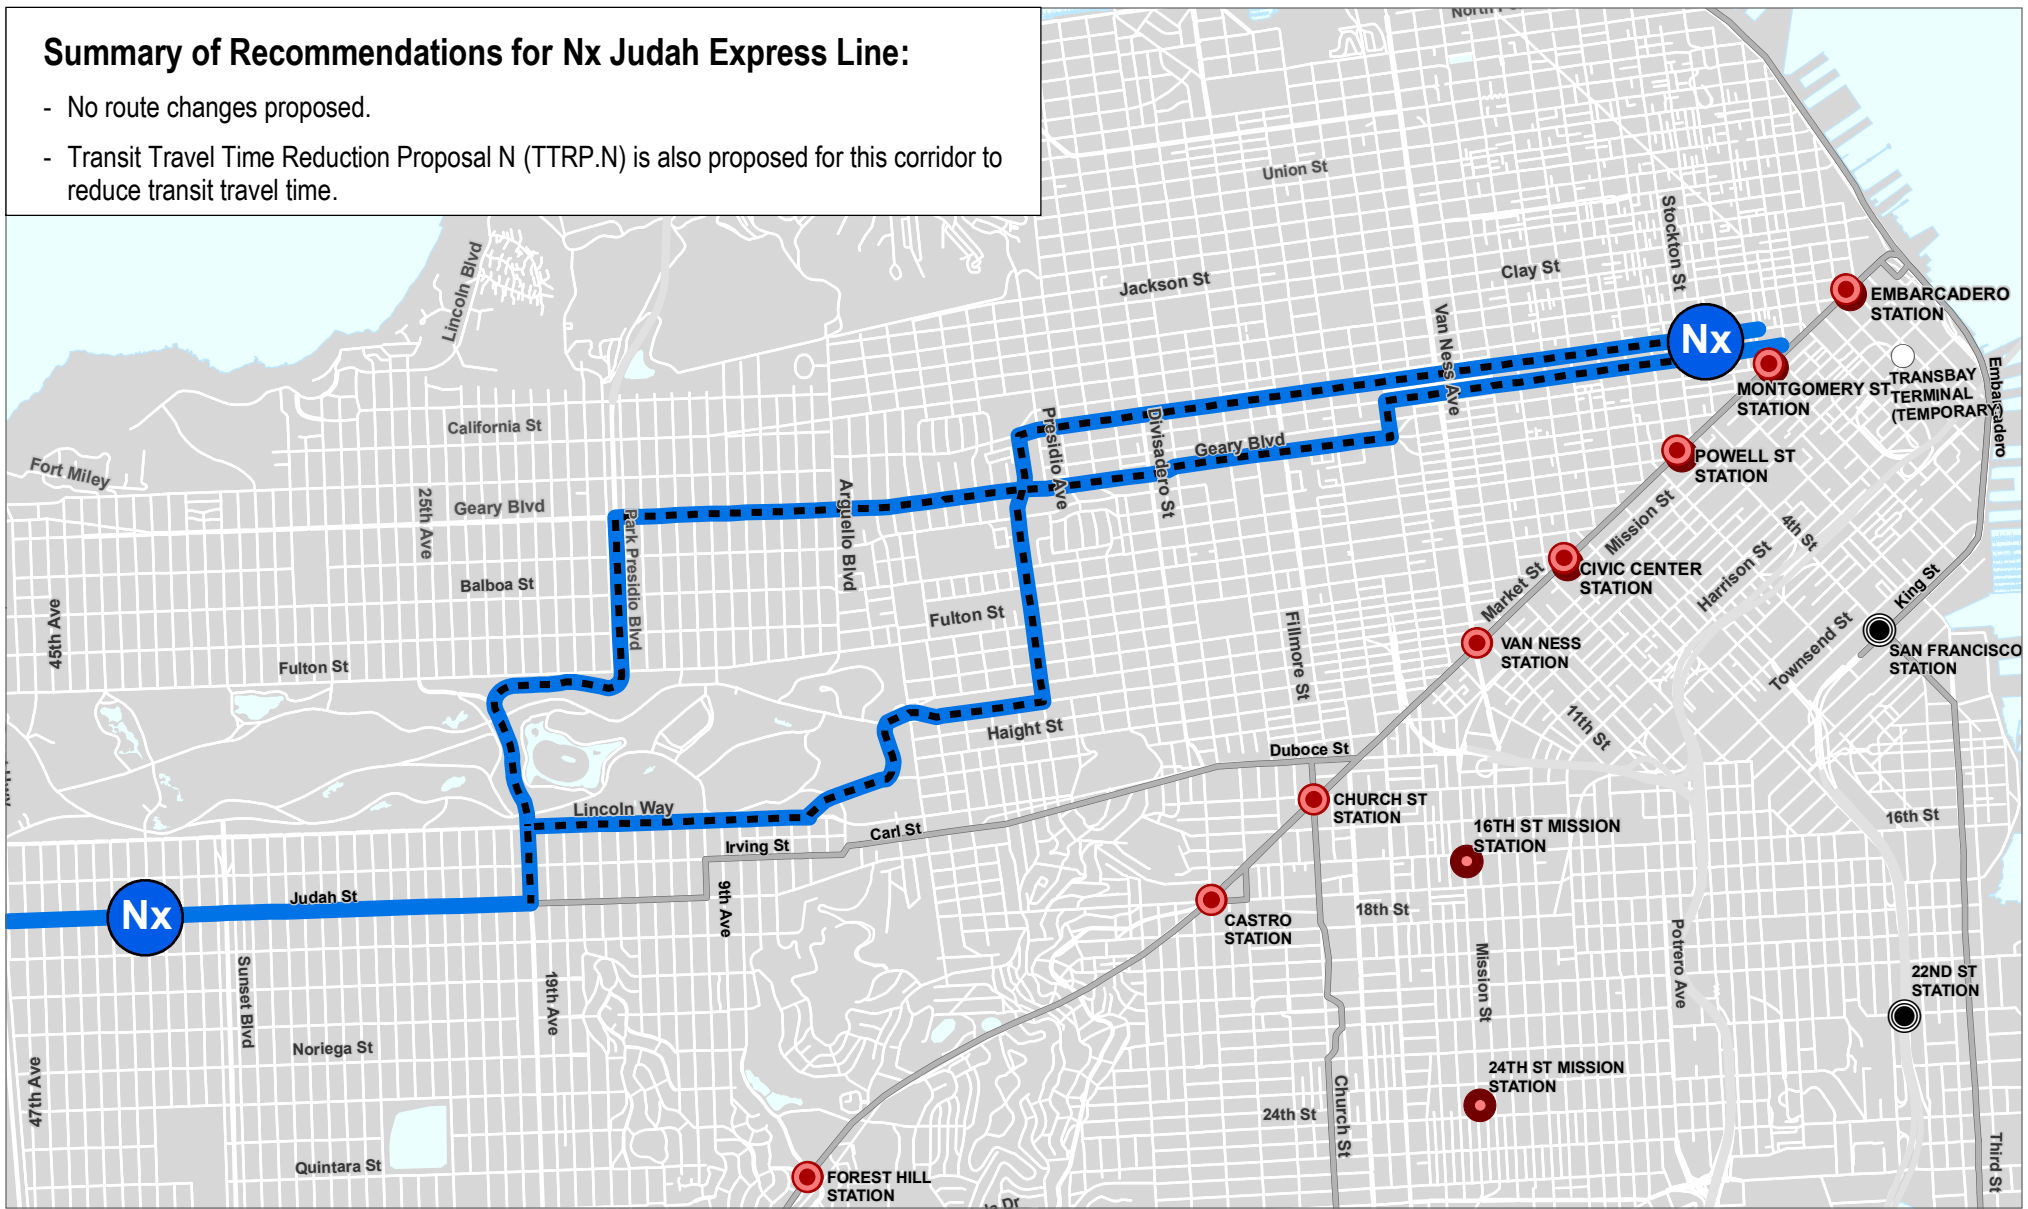 Summary of Recommendations for Nx Judah Express Line:
- No route changes proposed.
- Transit Travel Time Reduction Proposal N (TTRP.N) is also proposed for this corridor to
reduce transit travel time.
Union St
Stockton St
Lincoln Blvd
Jackson St
Clay St
Van Ness Ave
EMBARCADERO
STATION
Nx
MONTGOMERY ST
STATION
TRANSBAY
TERMINAL
(TEMPORARY)
Embarcadero
California St
Presidio Ave
Divisadero St
Geary Blvd
POWELL ST
STATION
Fort Miley
25th Ave
Geary Blvd
Park Presidio Blvd
Arguello Blvd
Mission St
4th St
Balboa St
CIVIC CENTER
STATION
Market St
Harrison St
King St
45th Ave
Fulton St
Fillmore St
VAN NESS
STATION
Townsend St
SAN FRANCISCO
STATION
Fulton St
Haight St
11th St
Duboce St
Lincoln Way
CHURCH ST
STATION
16TH ST MISSION
STATION
16th St
Irving St
Carl St
Judah St
Nx
9th Ave
CASTRO
STATION
18th St
Potrero Ave
Sunset Blvd
19th Ave
Mission St
22ND ST
STATION
Noriega St
47th Ave
24TH ST MISSION
STATION
24th St
Church St
Third St
Quintara St
FOREST HILL
STATION